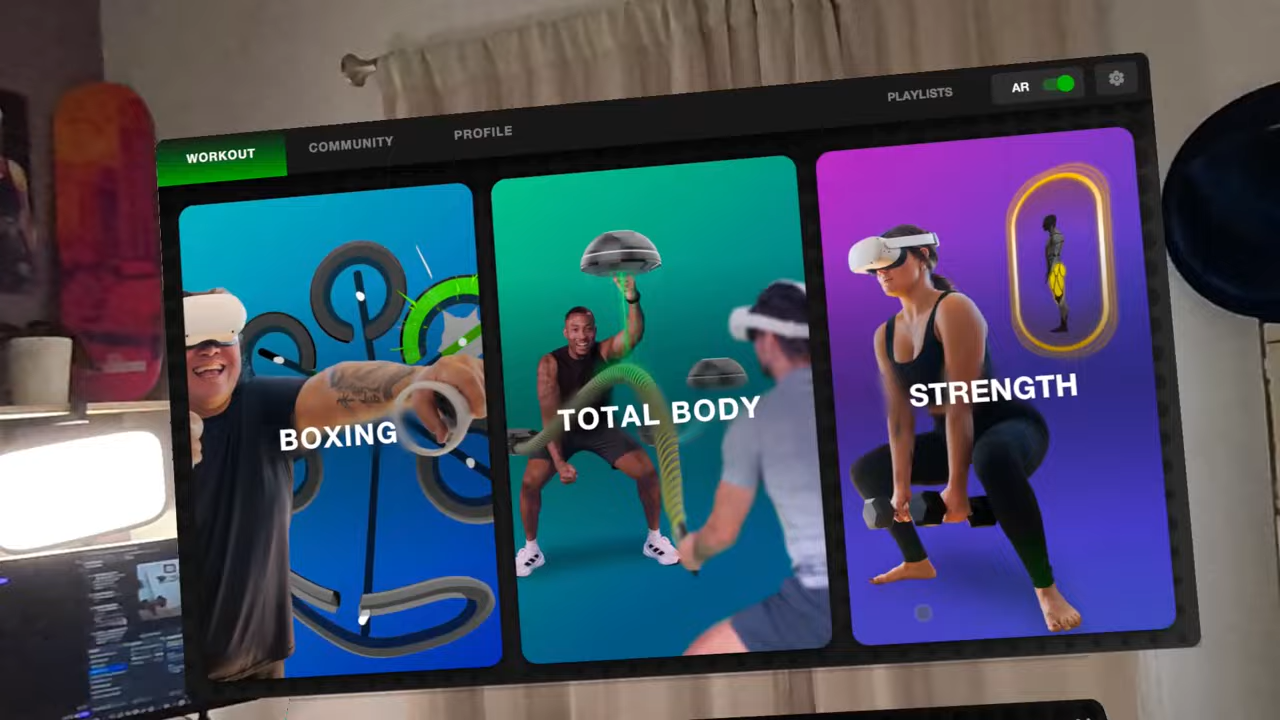 WORKOUT
COMMUNITY
PROFILE
PLAYLISTS
AR
BOXING
TOTAL BODY
STRENGTH